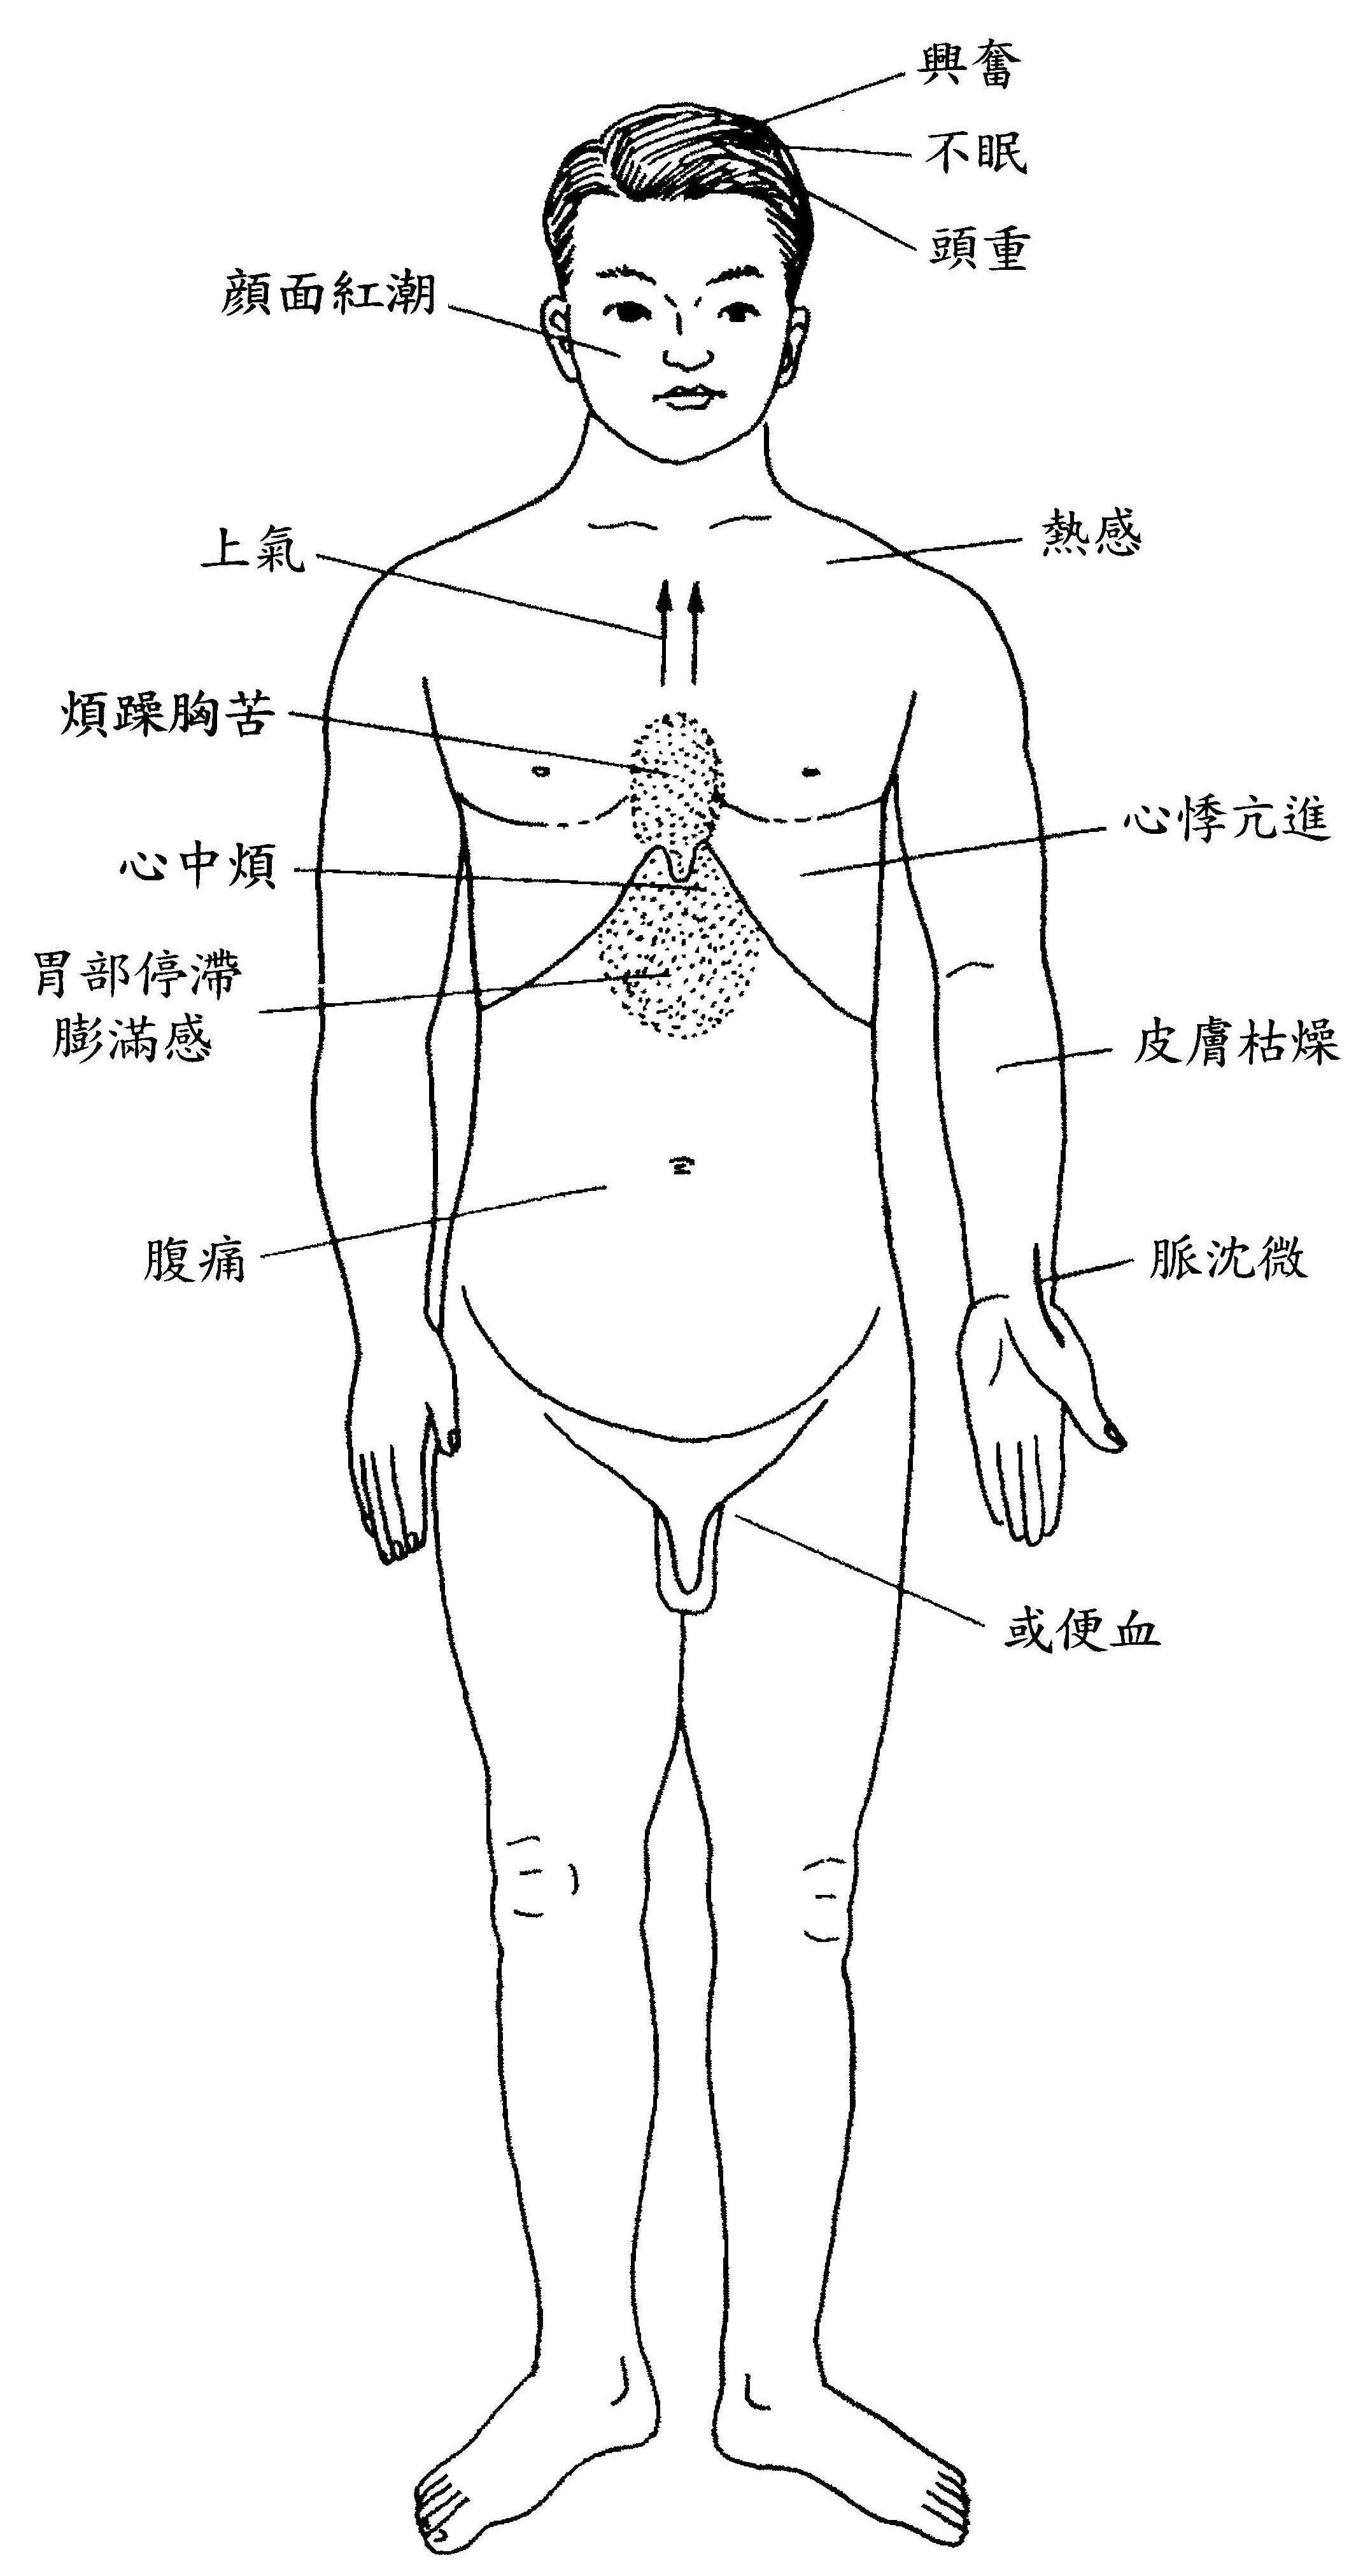 興奮
不眠
頭重
顏面紅潮
上氣
熱感
煩躁胸苦
心悸亢進
心中煩
胃部停滯
膨滿感
皮膚枯燥
腹痛
脈沈微
或便血